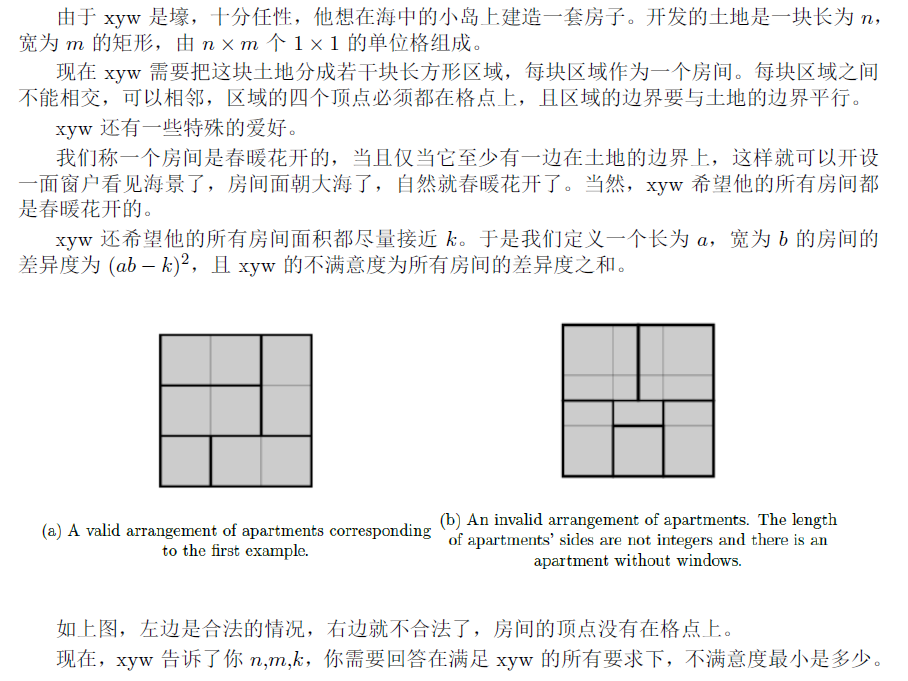 由于 xyw 是壕，十分任性，他想在海中的小岛上建造一套房子。开发的土地是一块长为 n，
宽为 m 的矩形，由 n × m 个 1 × 1 的单位格组成。
现在 xyw 需要把这块土地分成若干块长方形区域，每块区域作为一个房间。每块区域之间
不能相交，可以相邻，区域的四个顶点必须都在格点上，且区域的边界要与土地的边界平行。
xyw 还有一些特殊的爱好。
我们称一个房间是春暖花开的，当且仅当它至少有一边在土地的边界上，这样就可以开设
一面窗户看见海景了，房间面朝大海了，自然就春暖花开了。当然，xyw 希望他的所有房间都
是春暖花开的。
xyw 还希望他的所有房间面积都尽量接近 k。于是我们定义一个长为 a，宽为 b 的房间的
差异度为 (ab − k)²，且 xyw 的不满意度为所有房间的差异度之和。
(a) A valid arrangement of apartments corresponding
to the first example.
(b) An invalid arrangement of apartments. The length
of apartments' sides are not integers and there is an
apartment without windows.
如上图，左边是合法的情况，右边就不合法了，房间的顶点没有在格点上。
现在，xyw 告诉了你 n,m,k，你需要回答在满足 xyw 的所有要求下，不满意度最小是多少。